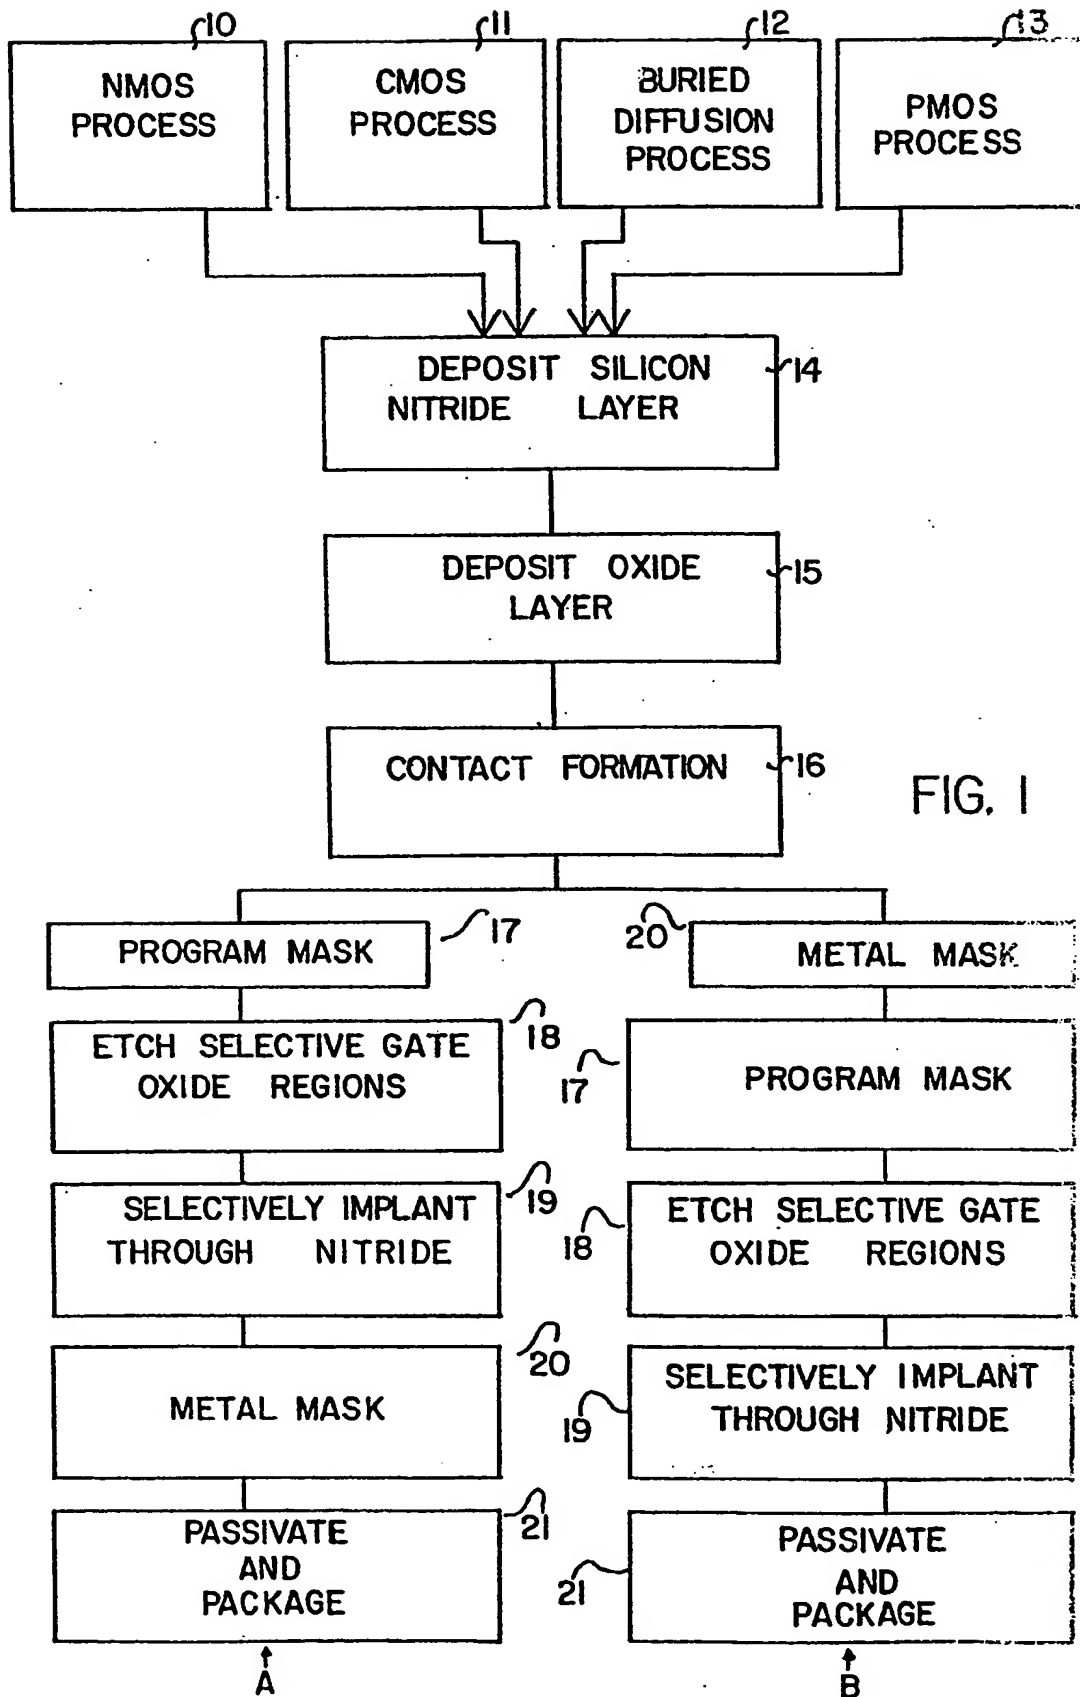 10
11
12
13
NMOS
PROCESS
CMOS
PROCESS
BURIED
DIFFUSION
PROCESS
PMOS
PROCESS
DEPOSIT SILICON
NITRIDE LAYER
14
DEPOSIT OXIDE
LAYER
15
CONTACT FORMATION
16
FIG. 1
PROGRAM MASK
17
ETCH SELECTIVE GATE
OXIDE REGIONS
18
SELECTIVELY IMPLANT
THROUGH NITRIDE
19
METAL MASK
20
PASSIVATE
AND
PACKAGE
21
A
20
METAL MASK
17
PROGRAM MASK
18
ETCH SELECTIVE GATE
OXIDE REGIONS
19
SELECTIVELY IMPLANT
THROUGH NITRIDE
21
PASSIVATE
AND
PACKAGE
B